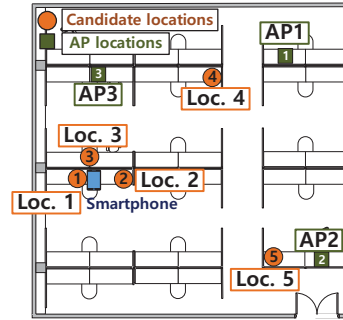 Candidate locations
AP locations
AP1
1
3
AP3
4
Loc. 4
Loc. 3
3
1
2
Loc. 2
Loc. 1
Smartphone
AP2
5
2
Loc. 5